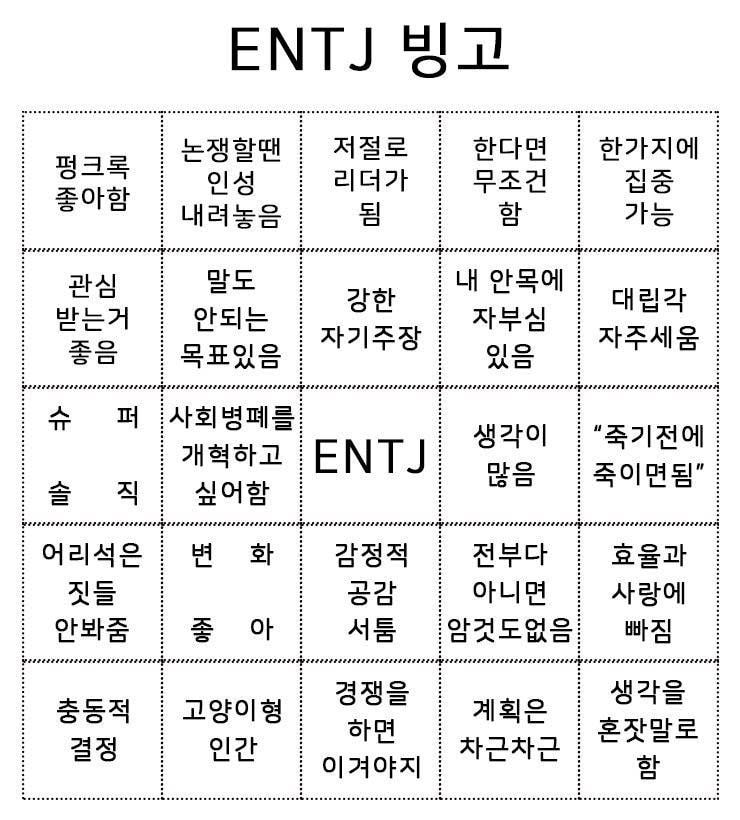 ENTJ 빙고
펑크록
좋아함
논쟁할땐
인성
내려놓음
저절로
리더가
됨
한다면
무조건
함
한가지에
집중
가능
관심
받는거
좋음
말도
안되는
목표있음
강한
자기주장
내 안목에
자부심
있음
대립각
자주세움
슈 퍼
솔 직
사회병폐를
개혁하고
싶어함
ENTJ
생각이
많음
“죽기전에
죽이면됨”
어리석은
짓들
안봐줌
변 화
좋 아
감정적
공감
서툼
전부다
아니면
암것도없음
효율과
사랑에
빠짐
충동적
결정
고양이형
인간
경쟁을
하면
이겨야지
계획은
차근차근
생각을
혼잣말로
함